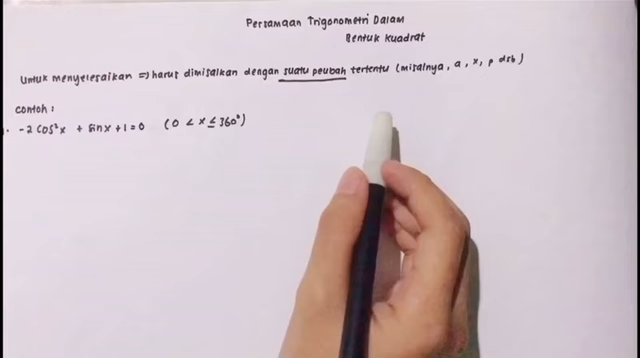 Persamaan Trigonometri Dalam
Bentuk Kuadrat
Untuk menyelesaikan => harus dimisalkan dengan suatu peubah tertentu (misalnya, a, x, p dsb)
Contoh :
1. -2 cos²x + sin x + 1 = 0 (0 < x ≤ 360°)